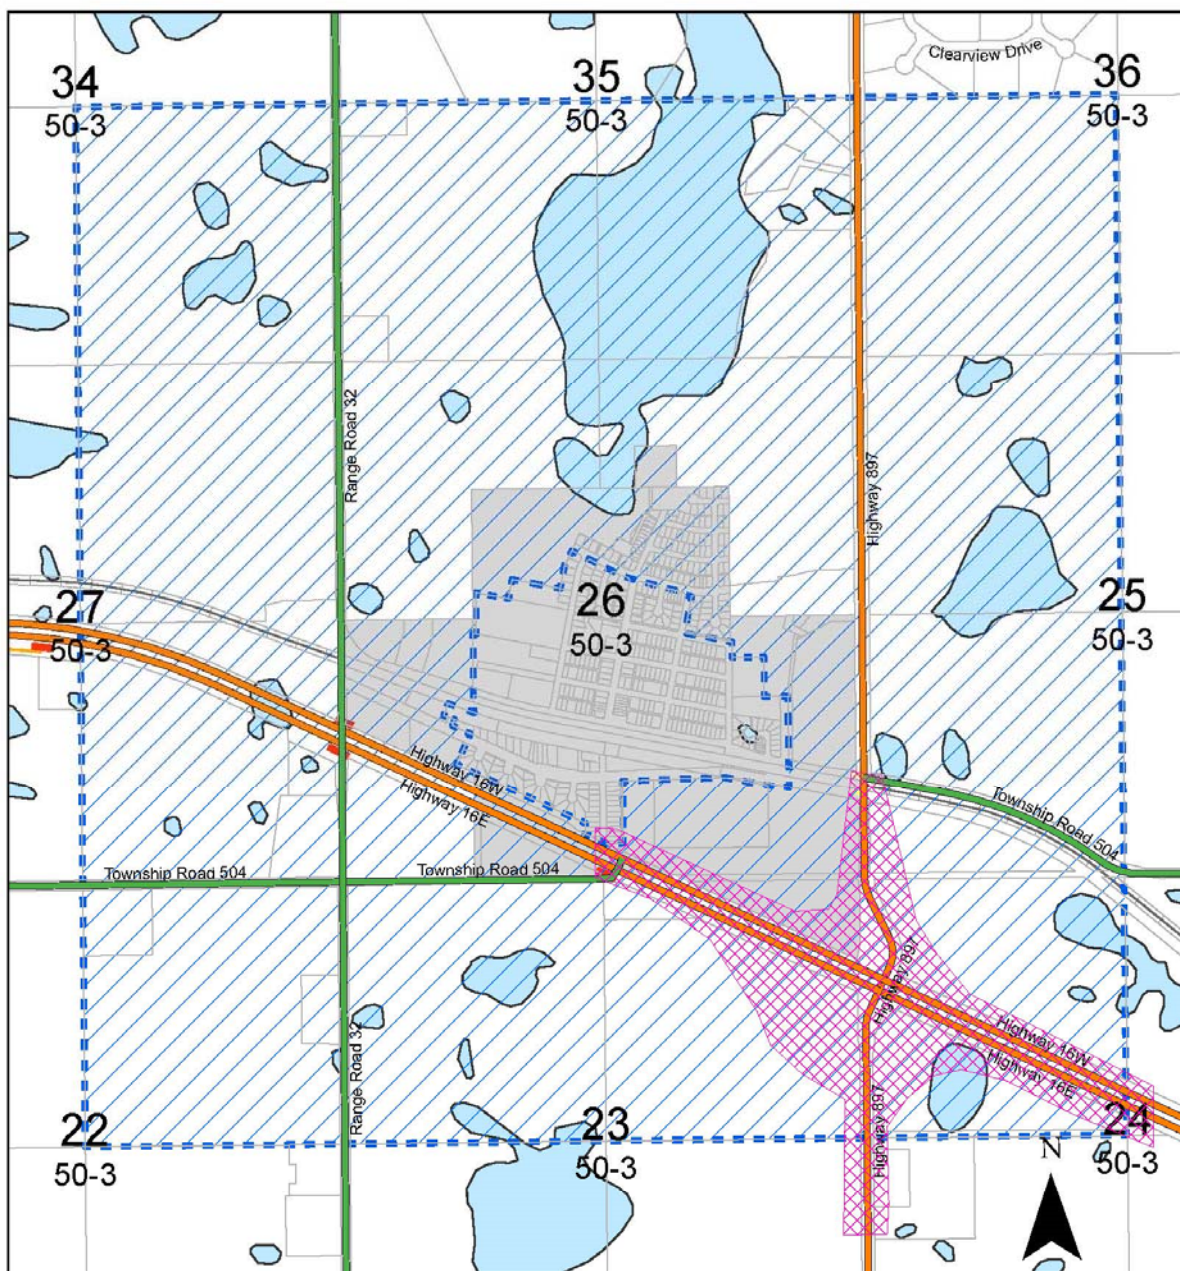 Clearview Drive
34
50-3
35
50-3
36
50-3
Range Road 32
Highway 897
27
50-3
26
50-3
25
50-3
Highway 16W
Highway 16E
Township Road 504
Township Road 504
Township Road 504
Highway 897
Highway 16W
Highway 16E
Range Road 32
Highway 897
22
50-3
23
50-3
24
50-3
N